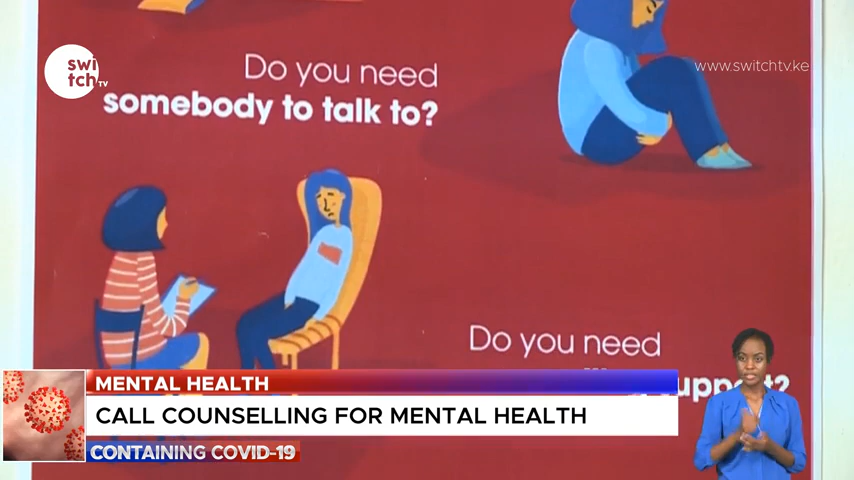 swi
tch TV
www.switchtv.ke
Do you need
somebody to talk to?
Do you need
support?
MENTAL HEALTH
CALL COUNSELLING FOR MENTAL HEALTH
CONTAINING COVID-19